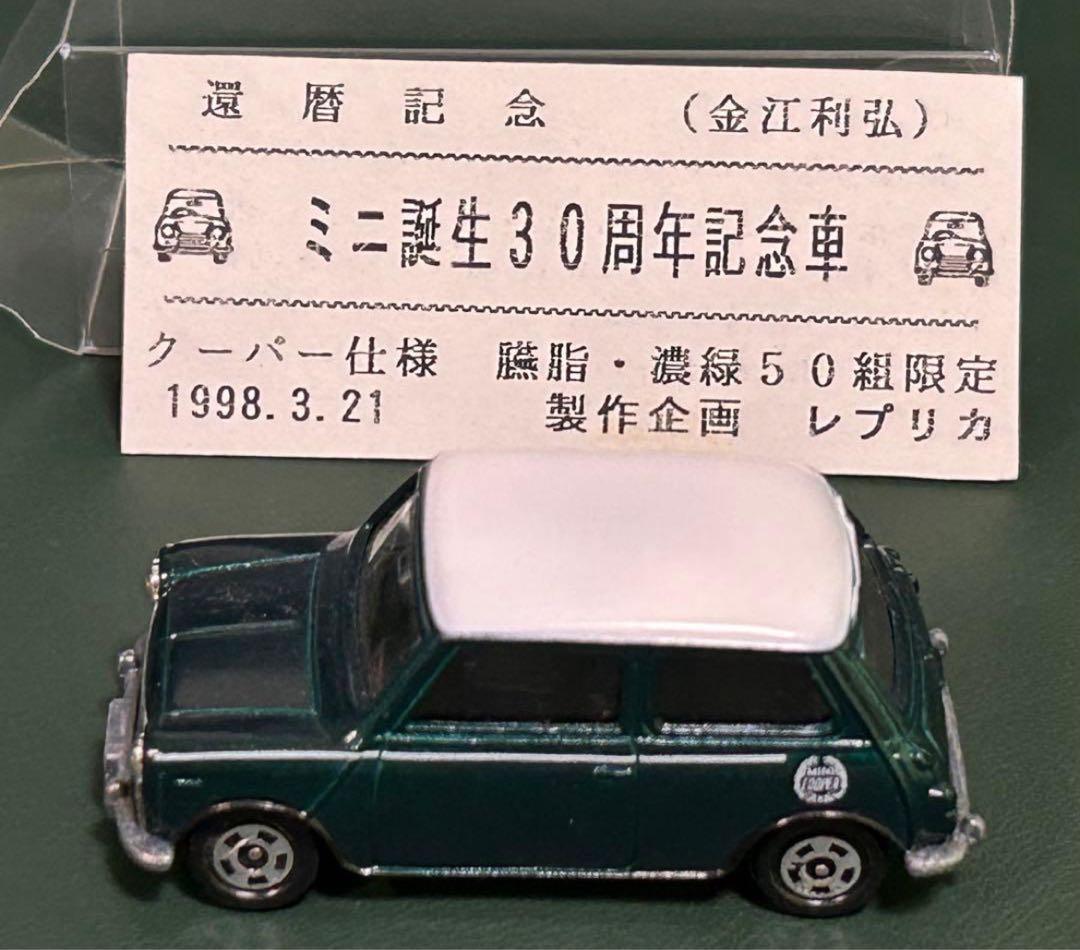 還暦記念 (金江利弘)
ミニ誕生30周年記念車
クーパー仕様 臙脂・濃緑50組限定
1998.3.21 製作企画 レプリカ
MINI
COOPER